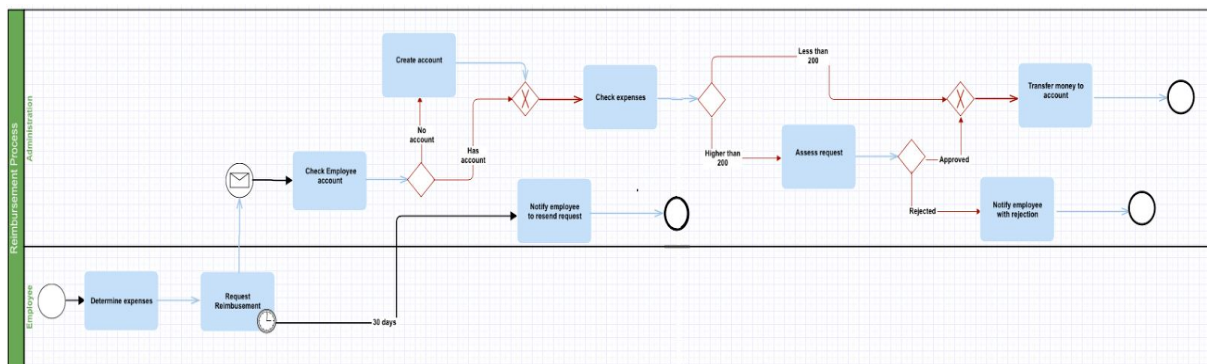 Reimbursement Process
Administration
Employee
Create account
No
account
Has
account
Check Employee
account
Check expenses
Less than
200
Higher than
200
Assess request
Approved
Rejected
Transfer money to
account
Notify employee
with rejection
Notify employee
to resend request
Determine expenses
Request
Reimbusement
30 days